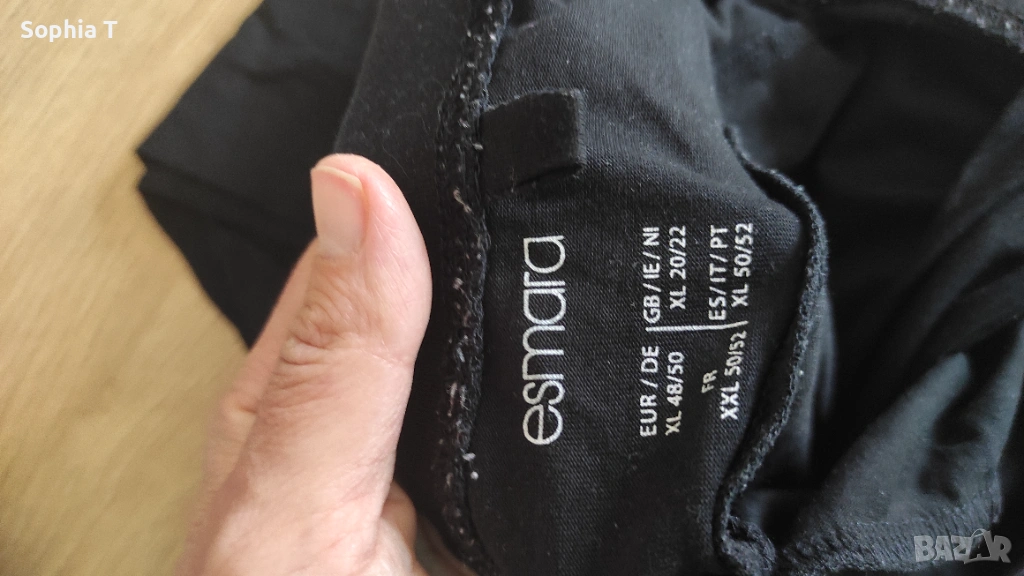 Sophia T
esmara
EUR / DE
XL 48/50
GB / IE / NI
XL 20/22
FR
XXL 50/52
ES / IT / PT
XL 50/52
BAZAR